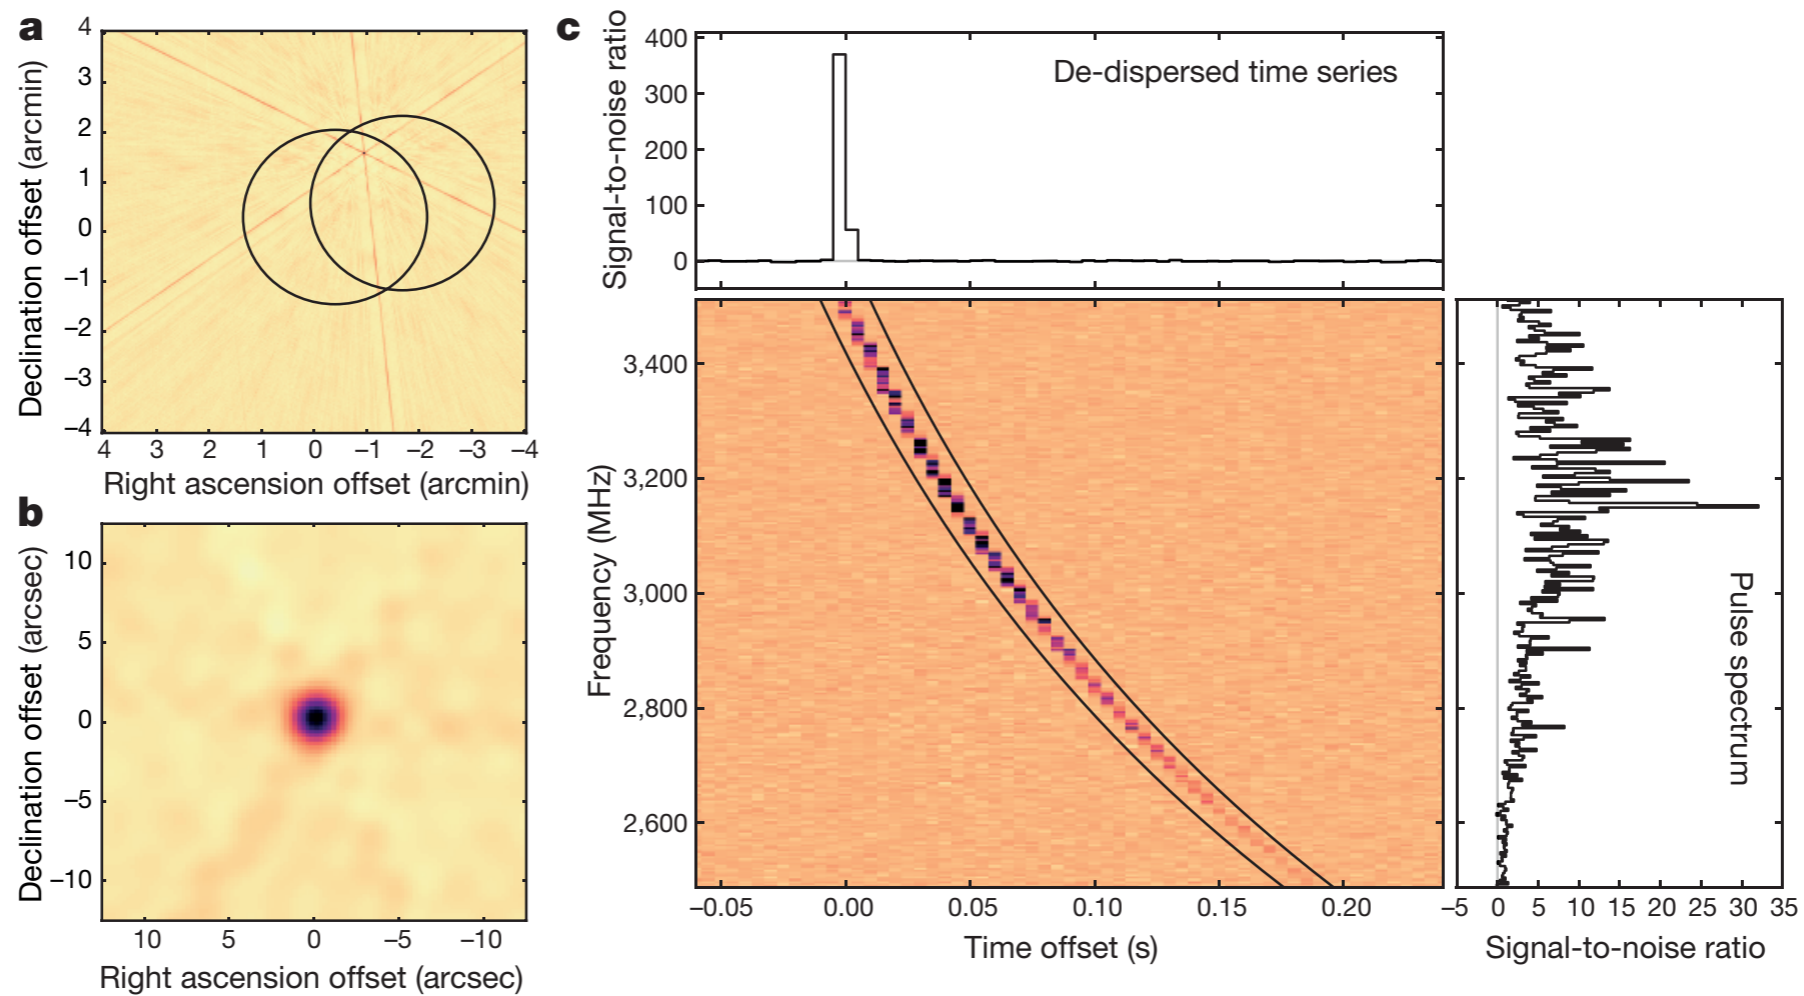 a
4
3
2
1
0
−1
−2
−3
−4
Declination offset (arcmin)
4 3 2 1 0 −1 −2 −3 −4
Right ascension offset (arcmin)
b
10
5
0
−5
−10
Declination offset (arcsec)
10 5 0 −5 −10
Right ascension offset (arcsec)
c
400
300
200
100
0
Signal-to-noise ratio
De-dispersed time series
3,400
3,200
3,000
2,800
2,600
Frequency (MHz)
−0.05 0.00 0.05 0.10 0.15 0.20
Time offset (s)
Pulse spectrum
−5 0 5 10 15 20 25 30 35
Signal-to-noise ratio